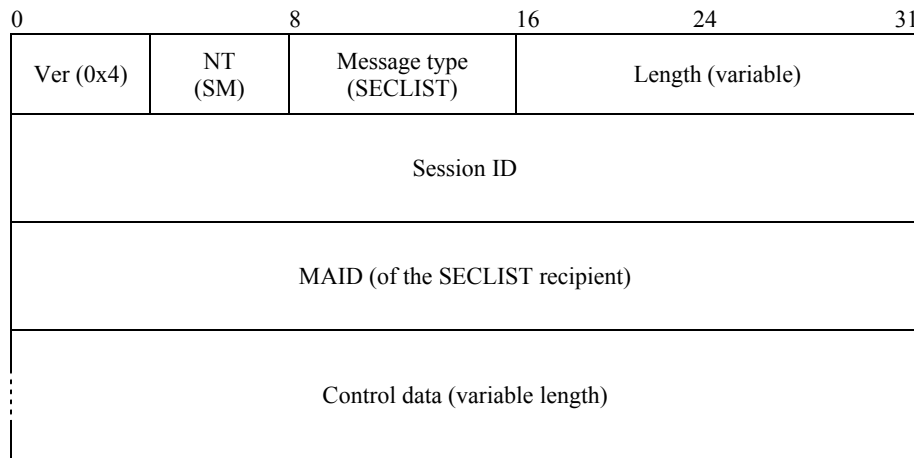 0 8 16 24 31
Ver (0x4) NT (SM) Message type (SECLIST) Length (variable)
Session ID
MAID (of the SECLIST recipient)
Control data (variable length)